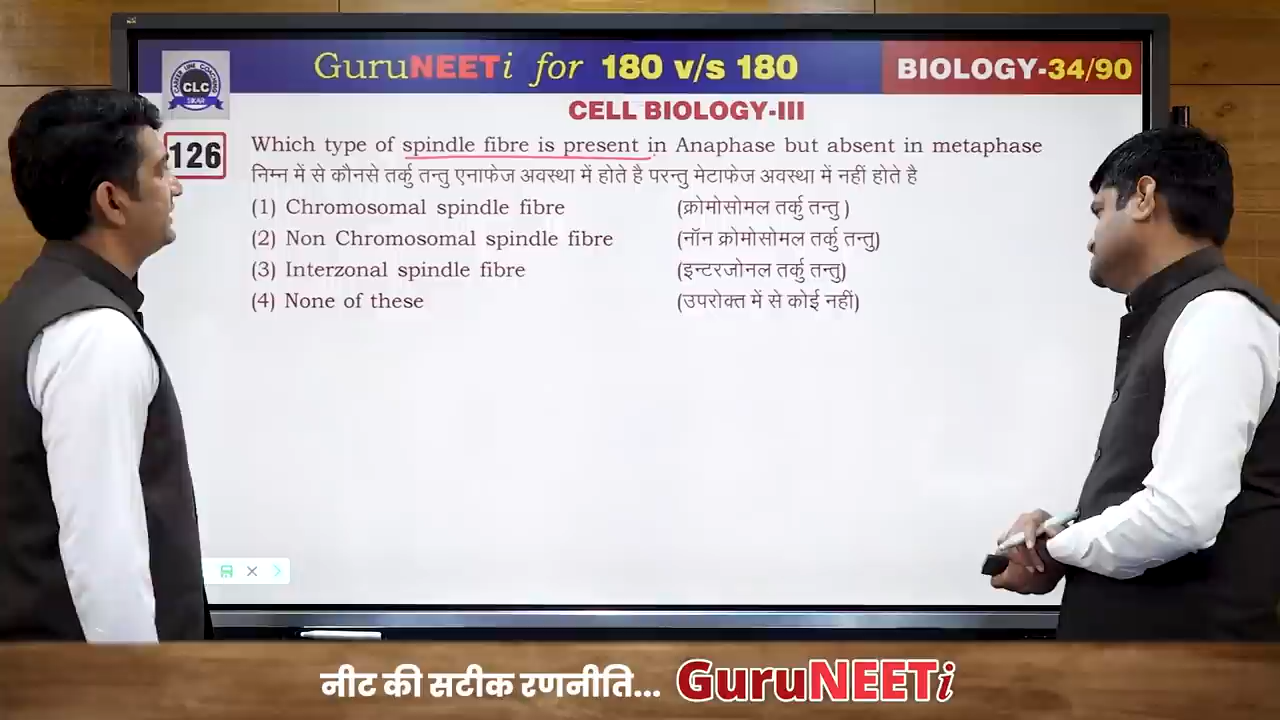 GuruNEETi for 180 v/s 180
BIOLOGY-34/90
CLC
SIKAR
CELL BIOLOGY-III
126
Which type of spindle fibre is present in Anaphase but absent in metaphase
निम्न में से कौनसे तर्कु तन्तु एनाफेज अवस्था में होते है परन्तु मेटाफेज अवस्था में नहीं होते है
(1) Chromosomal spindle fibre (क्रोमोसोमल तर्कु तन्तु )
(2) Non Chromosomal spindle fibre (नॉन क्रोमोसोमल तर्कु तन्तु)
(3) Interzonal spindle fibre (इन्टरजोनल तर्कु तन्तु)
(4) None of these (उपरोक्त में से कोई नहीं)
नीट की सटीक रणनीति... GuruNEETi